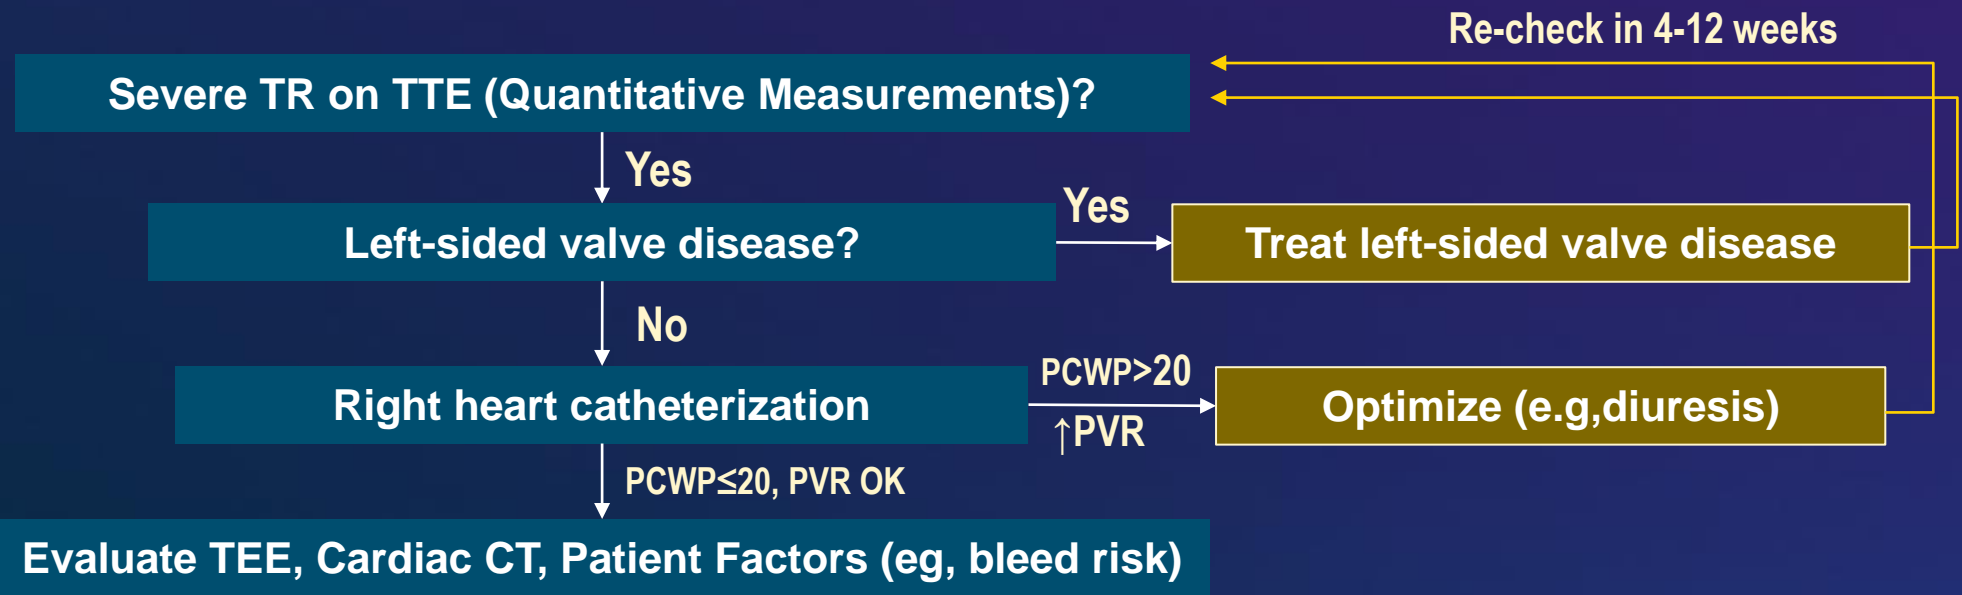 Re-check in 4-12 weeks
Severe TR on TTE (Quantitative Measurements)?
Yes
Left-sided valve disease?
Yes
Treat left-sided valve disease
No
Right heart catheterization
PCWP>20
↑PVR
Optimize (e.g,diuresis)
PCWP≤20, PVR OK
Evaluate TEE, Cardiac CT, Patient Factors (eg, bleed risk)